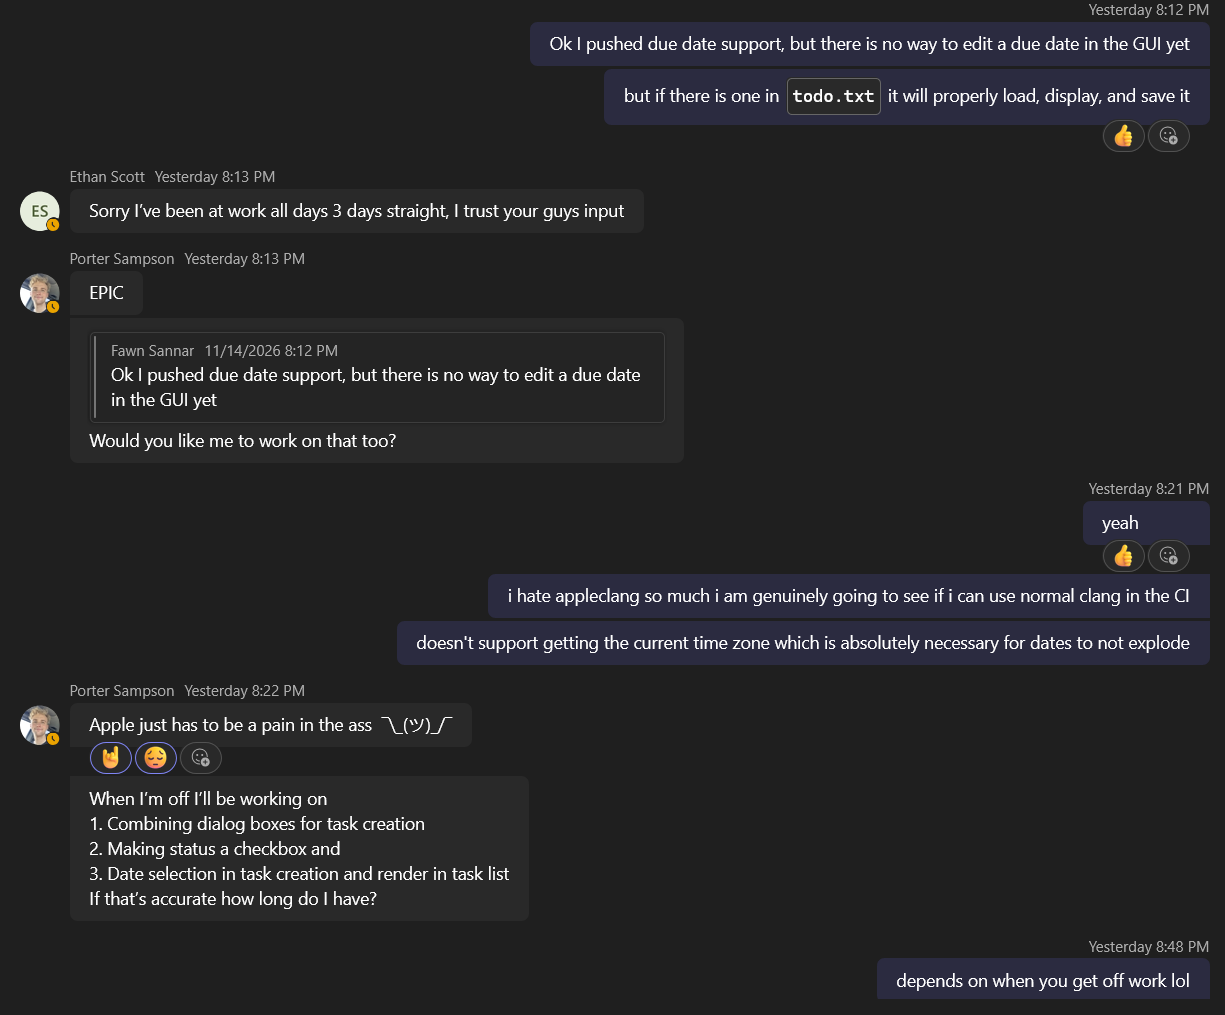 Yesterday 8:12 PM
Ok I pushed due date support, but there is no way to edit a due date in the GUI yet
but if there is one in todo.txt it will properly load, display, and save it
Ethan Scott Yesterday 8:13 PM
ES
Sorry I've been at work all days 3 days straight, I trust your guys input
Porter Sampson Yesterday 8:13 PM
EPIC
Fawn Sannar 11/14/2026 8:12 PM
Ok I pushed due date support, but there is no way to edit a due date
in the GUI yet
Would you like me to work on that too?
Yesterday 8:21 PM
yeah
i hate appleclang so much i am genuinely going to see if i can use normal clang in the CI
doesn't support getting the current time zone which is absolutely necessary for dates to not explode
Porter Sampson Yesterday 8:22 PM
Apple just has to be a pain in the ass ¯\_(ツ)_/¯
When I'm off I'll be working on
1. Combining dialog boxes for task creation
2. Making status a checkbox and
3. Date selection in task creation and render in task list
If that's accurate how long do I have?
Yesterday 8:48 PM
depends on when you get off work lol